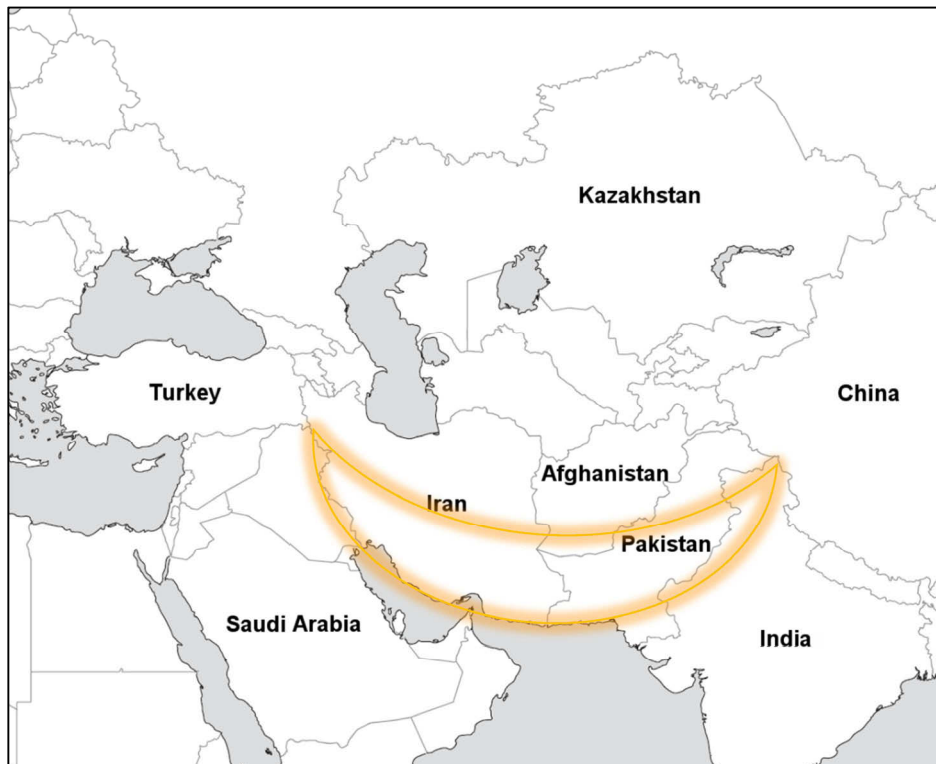 Kazakhstan
Turkey
China
Afghanistan
Iran
Pakistan
Saudi Arabia
India